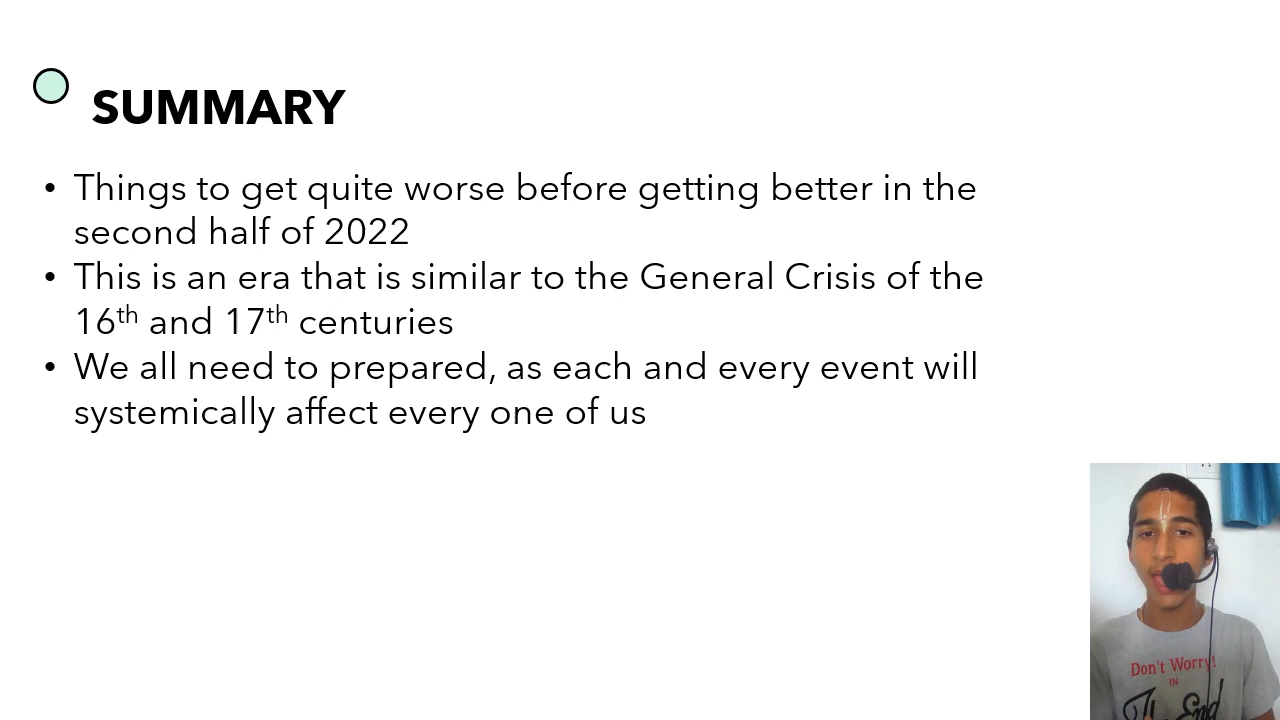 SUMMARY
• Things to get quite worse before getting better in the
second half of 2022
• This is an era that is similar to the General Crisis of the
16th and 17th centuries
• We all need to prepared, as each and every event will
systemically affect every one of us
Don't Worry!
IN
The End